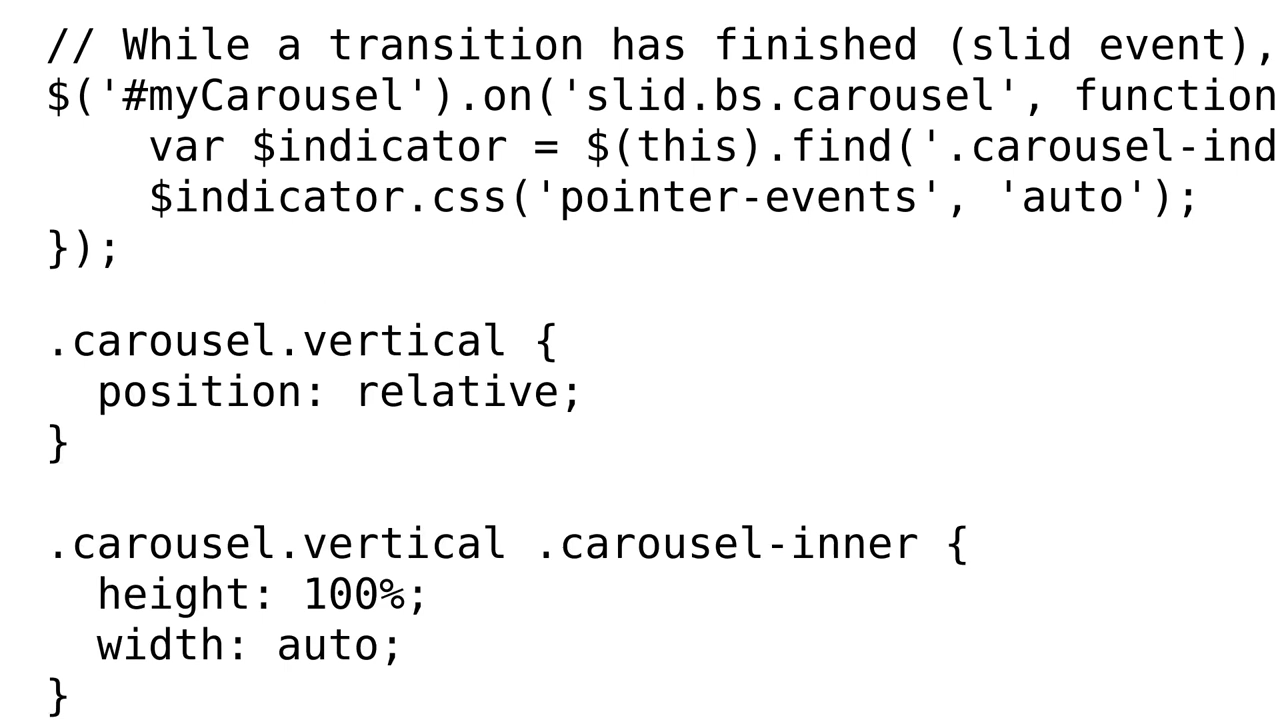 // While a transition has finished (slid event),
$('#myCarousel').on('slid.bs.carousel', function
    var $indicator = $(this).find('.carousel-ind
    $indicator.css('pointer-events', 'auto');
});

.carousel.vertical {
  position: relative;
}

.carousel.vertical .carousel-inner {
  height: 100%;
  width: auto;
}